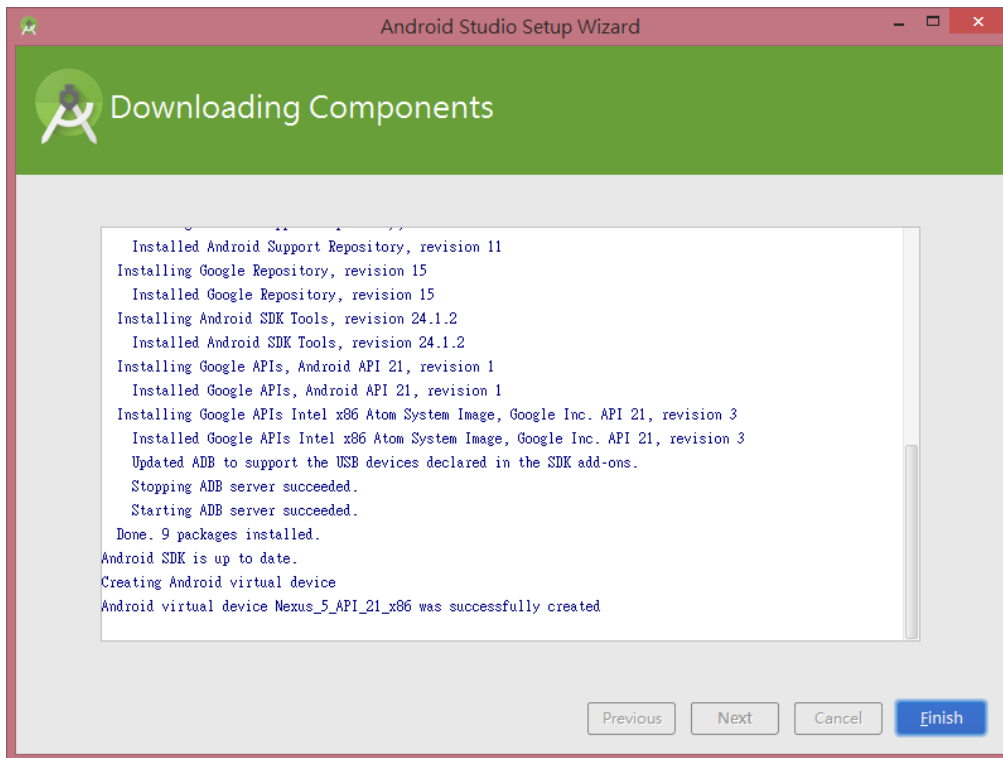 Android Studio Setup Wizard
Downloading Components
Installed Android Support Repository, revision 11
Installing Google Repository, revision 15
Installed Google Repository, revision 15
Installing Android SDK Tools, revision 24.1.2
Installed Android SDK Tools, revision 24.1.2
Installing Google APIs, Android API 21, revision 1
Installed Google APIs, Android API 21, revision 1
Installing Google APIs Intel x86 Atom System Image, Google Inc. API 21, revision 3
Installed Google APIs Intel x86 Atom System Image, Google Inc. API 21, revision 3
Updated ADB to support the USB devices declared in the SDK add-ons.
Stopping ADB server succeeded.
Starting ADB server succeeded.
Done. 9 packages installed.
Android SDK is up to date.
Creating Android virtual device
Android virtual device Nexus_5_API_21_x86 was successfully created
Previous Next Cancel Finish